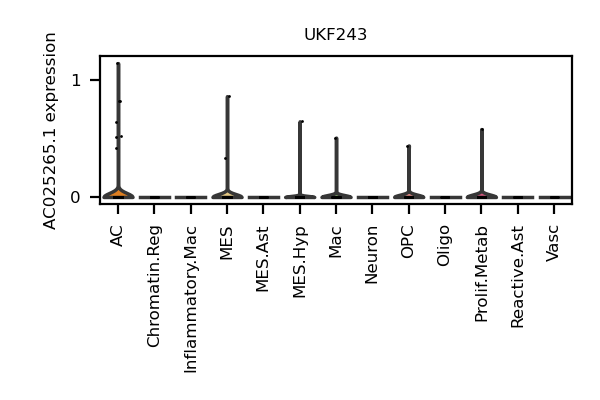 UKF243
AC025265.1 expression
1
0
AC
Chromatin.Reg
Inflammatory.Mac
MES
MES.Ast
MES.Hyp
Mac
Neuron
OPC
Oligo
Prolif.Metab
Reactive.Ast
Vasc